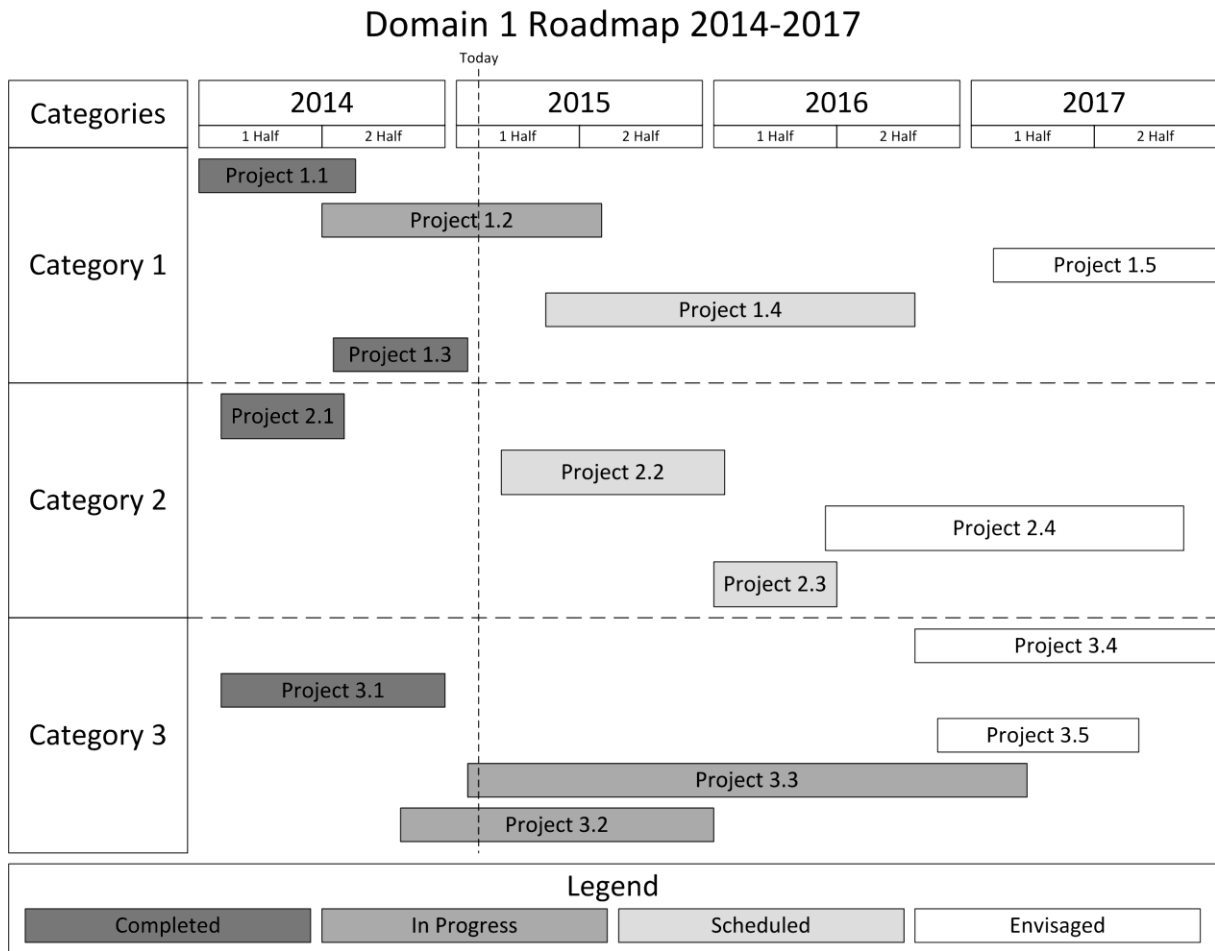 Domain 1 Roadmap 2014-2017
Today
Categories
2014
2015
2016
2017
1 Half
2 Half
1 Half
2 Half
1 Half
2 Half
1 Half
2 Half
Category 1
Project 1.1
Project 1.2
Project 1.5
Project 1.4
Project 1.3
Category 2
Project 2.1
Project 2.2
Project 2.4
Project 2.3
Category 3
Project 3.4
Project 3.1
Project 3.5
Project 3.3
Project 3.2
Legend
Completed
In Progress
Scheduled
Envisaged